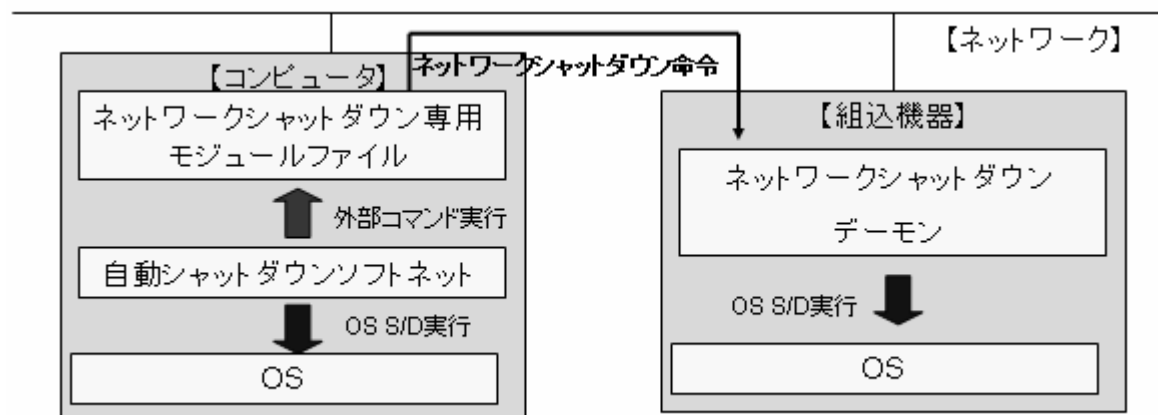 【ネットワーク】
ネットワークシャットダウン命令
【コンピュータ】
ネットワークシャットダウン専用
モジュールファイル
外部コマンド実行
自動シャットダウンソフトネット
OS S/D実行
OS
【組込機器】
ネットワークシャットダウン
デーモン
OS S/D実行
OS